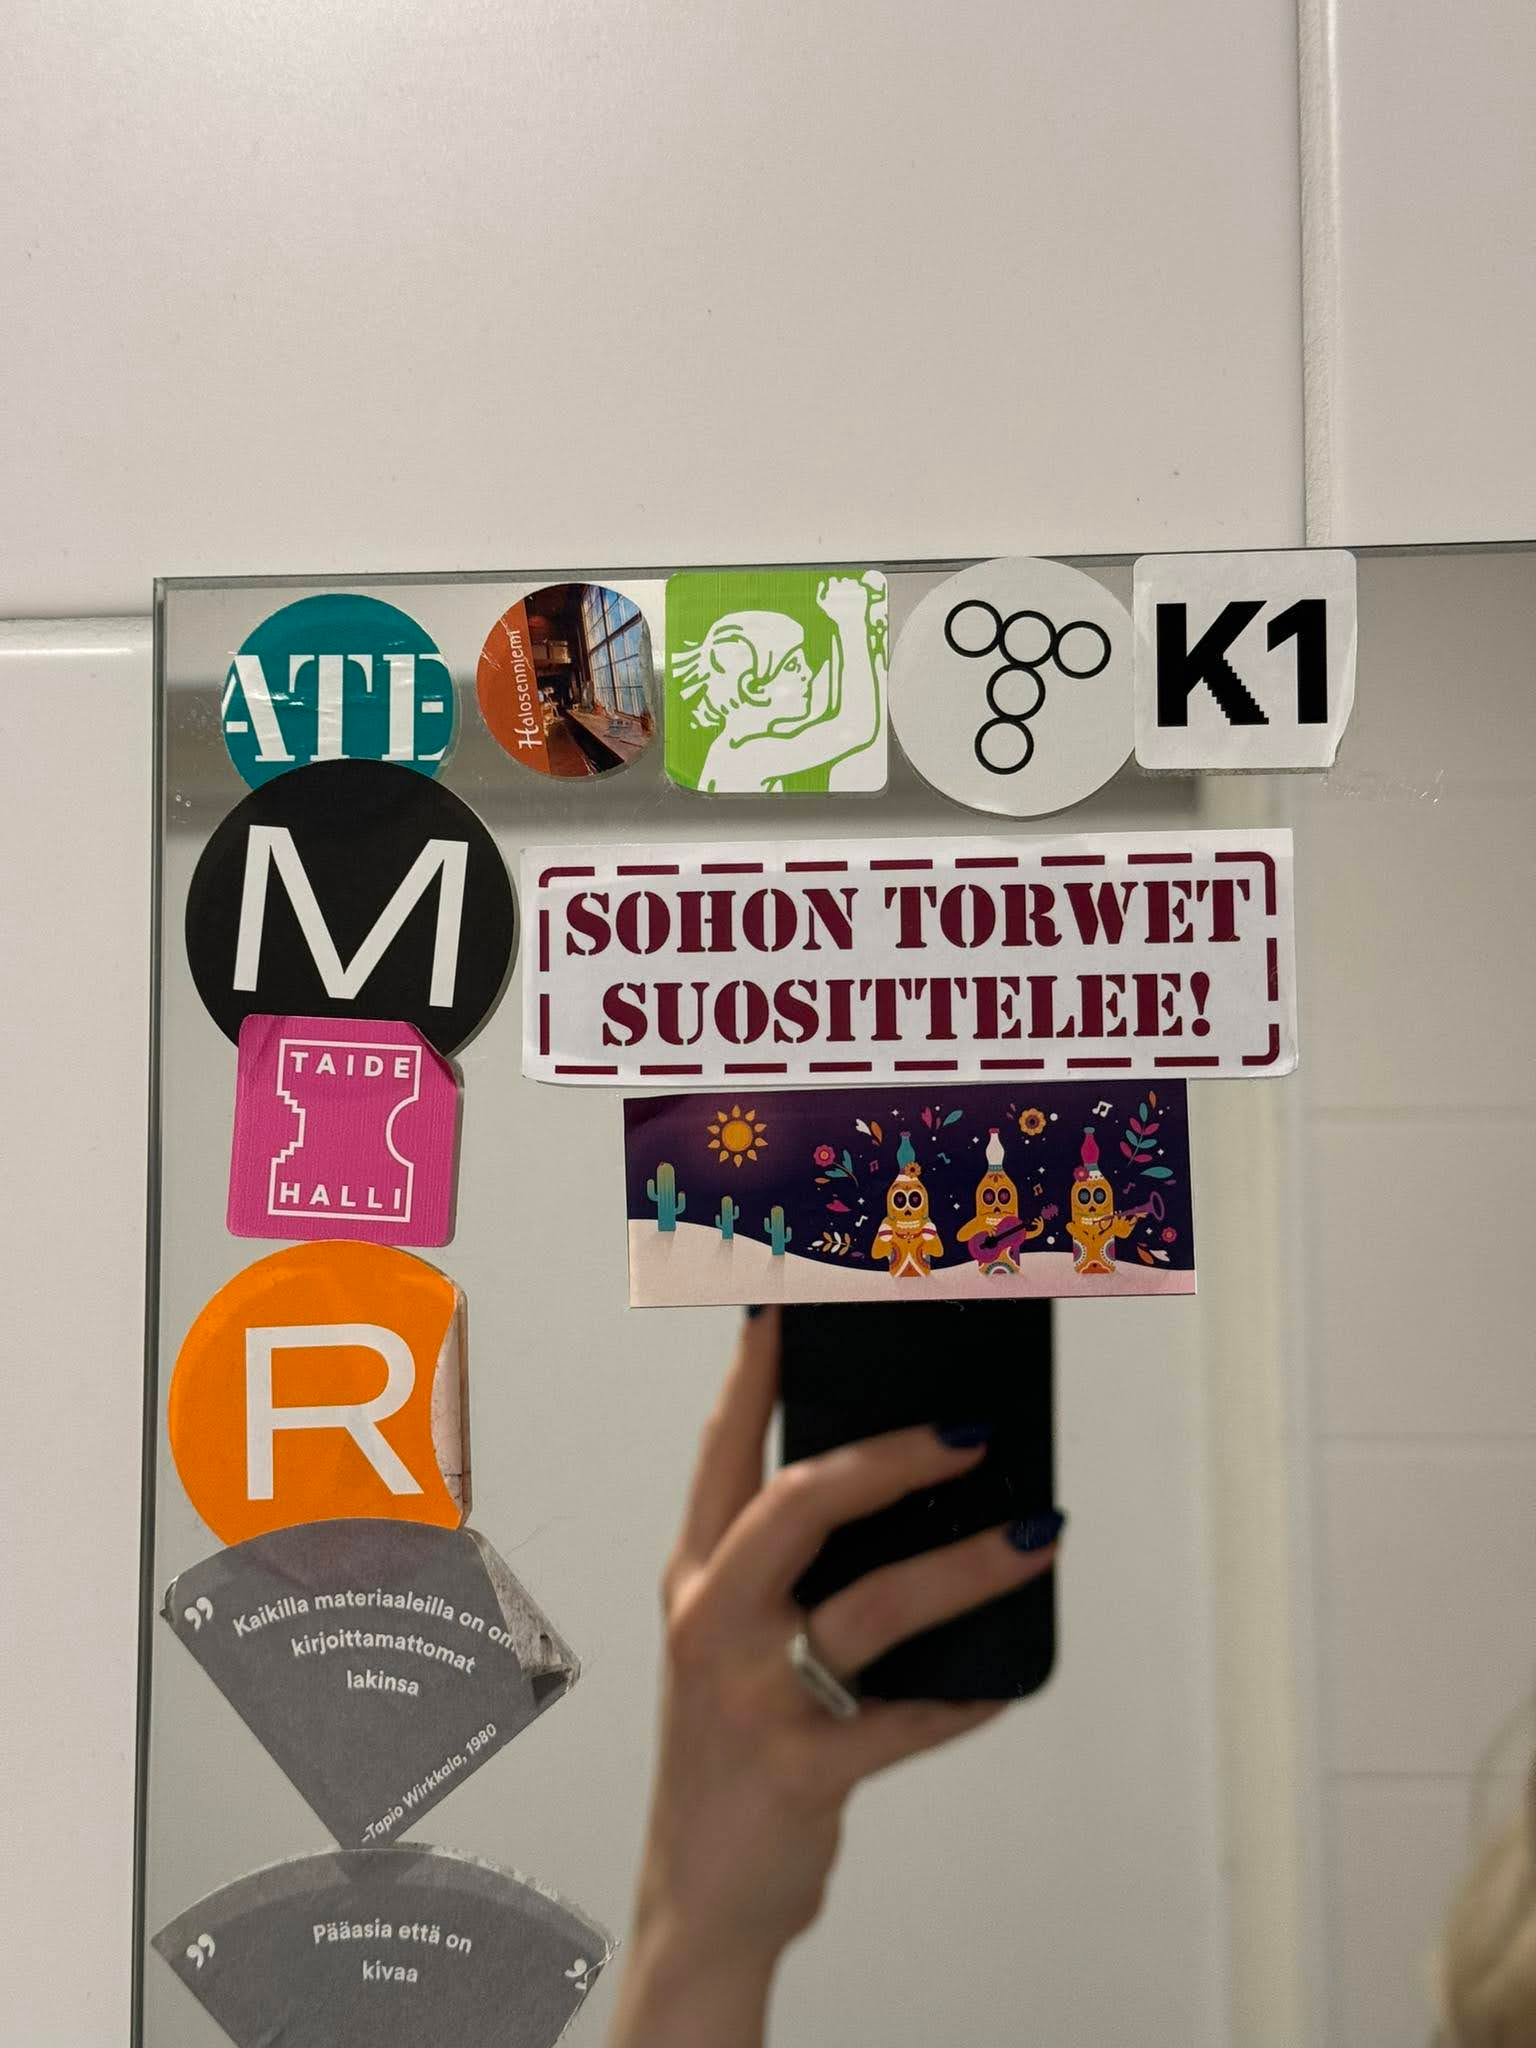 ATE
Halosenniemi
K1
M
SOHON TORWET
SUOSITTELEE!
TAIDE
HALLI
R
” Kaikilla materiaaleilla on on
kirjoittamattomat
lakinsa
–Tapio Wirkkala, 1980
” Pääasia että on ”
kivaa